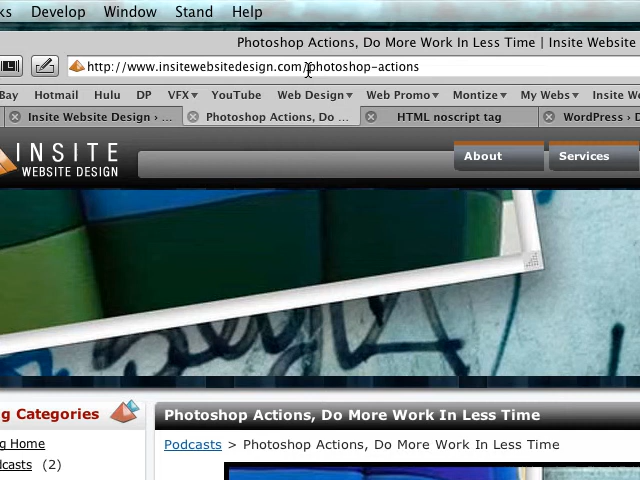 ks Develop Window Stand Help
Photoshop Actions, Do More Work In Less Time | Insite Website
http://www.insitewebsitedesign.com/photoshop-actions
Bay Hotmail Hulu DP VFX YouTube Web Design Web Promo Montize My Webs Insite We
Insite Website Design › ... Photoshop Actions, Do ... HTML noscript tag WordPress › D
INSITE
WEBSITE DESIGN
About Services
g Categories
Photoshop Actions, Do More Work In Less Time
g Home
Podcasts > Photoshop Actions, Do More Work In Less Time
dcasts (2)